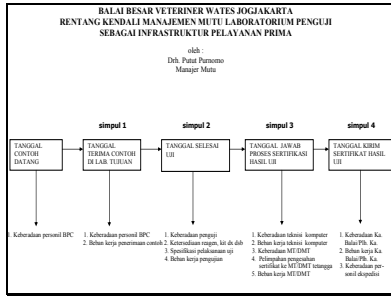 BALAI BESAR VETERINER WATES JOGJAKARTA
RENTANG KENDALI MANAJEMEN MUTU LABORATORIUM PENGUJI
SEBAGAI INFRASTRUKTUR PELAYANAN PRIMA
oleh :
Drh. Putut Purnomo
Manajer Mutu
simpul 1
simpul 2
simpul 3
simpul 4
TANGGAL
CONTOH
DATANG
TANGGAL
TERIMA CONTOH
DI LAB. TUJUAN
TANGGAL SELESAI
UJI
TANGGAL JAWAB
PROSES SERTIFIKASI
HASIL UJI
TANGGAL KIRIM
SERTIFIKAT HASIL
UJI
1. Keberadaan personil BPC
1. Keberadaan personil BPC
2. Beban kerja penerimaan contoh
1. Keberadaan penguji
2. Ketersediaan reagen, kit ds dsb
3. Spesifikasi pelaksanaan uji
4. Beban kerja pengujian
1. Keberadaan teknisi komputer
2. Beban kerja teknisi komputer
3. Keberadaan MT/DMT
4. Pelimpahan pengesahan
sertifikat ke MT/DMT tetangga
5. Beban kerja MT/DMT
1. Keberadaan Ka.
Balai/Plh. Ka.
2. Beban kerja Ka.
Balai/Plh. Ka.
3. Keberadaan per-
sonil ekspedisi